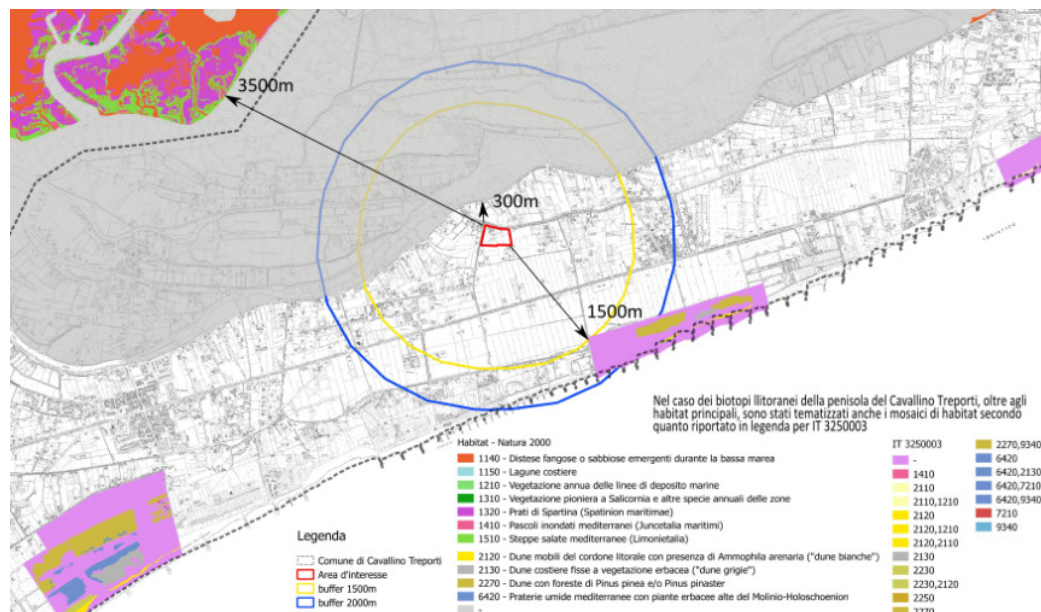 3500m
300m
1500m
Nel caso dei biotopi llitoranei della penisola del Cavallino Treporti, oltre agli
habitat principali, sono stati tematizzati anche i mosaici di habitat secondo
quanto riportato in legenda per IT 3250003
Legenda
Comune di Cavallino Treporti
Area d'interesse
buffer 1500m
buffer 2000m
Habitat - Natura 2000
1140 - Distese fangose o sabbiose emergenti durante la bassa marea
1150 - Lagune costiere
1210 - Vegetazione annua delle linee di deposito marine
1310 - Vegetazione pioniera a Salicornia e altre specie annuali delle zone
1320 - Prati di Spartina (Spatinion maritimae)
1410 - Pascoli inondati mediterranei (Juncetalia maritimi)
1510 - Steppe salate mediterranee (Limonietalia)
2120 - Dune mobili del cordone litorale con presenza di Ammophila arenaria ("dune bianche")
2130 - Dune costiere fisse a vegetazione erbacea ("dune grigie")
2270 - Dune con foreste di Pinus pinea e/o Pinus pinaster
6420 - Praterie umide mediterranee con piante erbacee alte del Molinio-Holoschoenion
-
IT 3250003
-
1410
2110
2110,1210
2120
2120,1210
2120,2110
2130
2230
2230,2120
2250
2270
2270,9340
6420
6420,2130
6420,7210
6420,9340
7210
9340